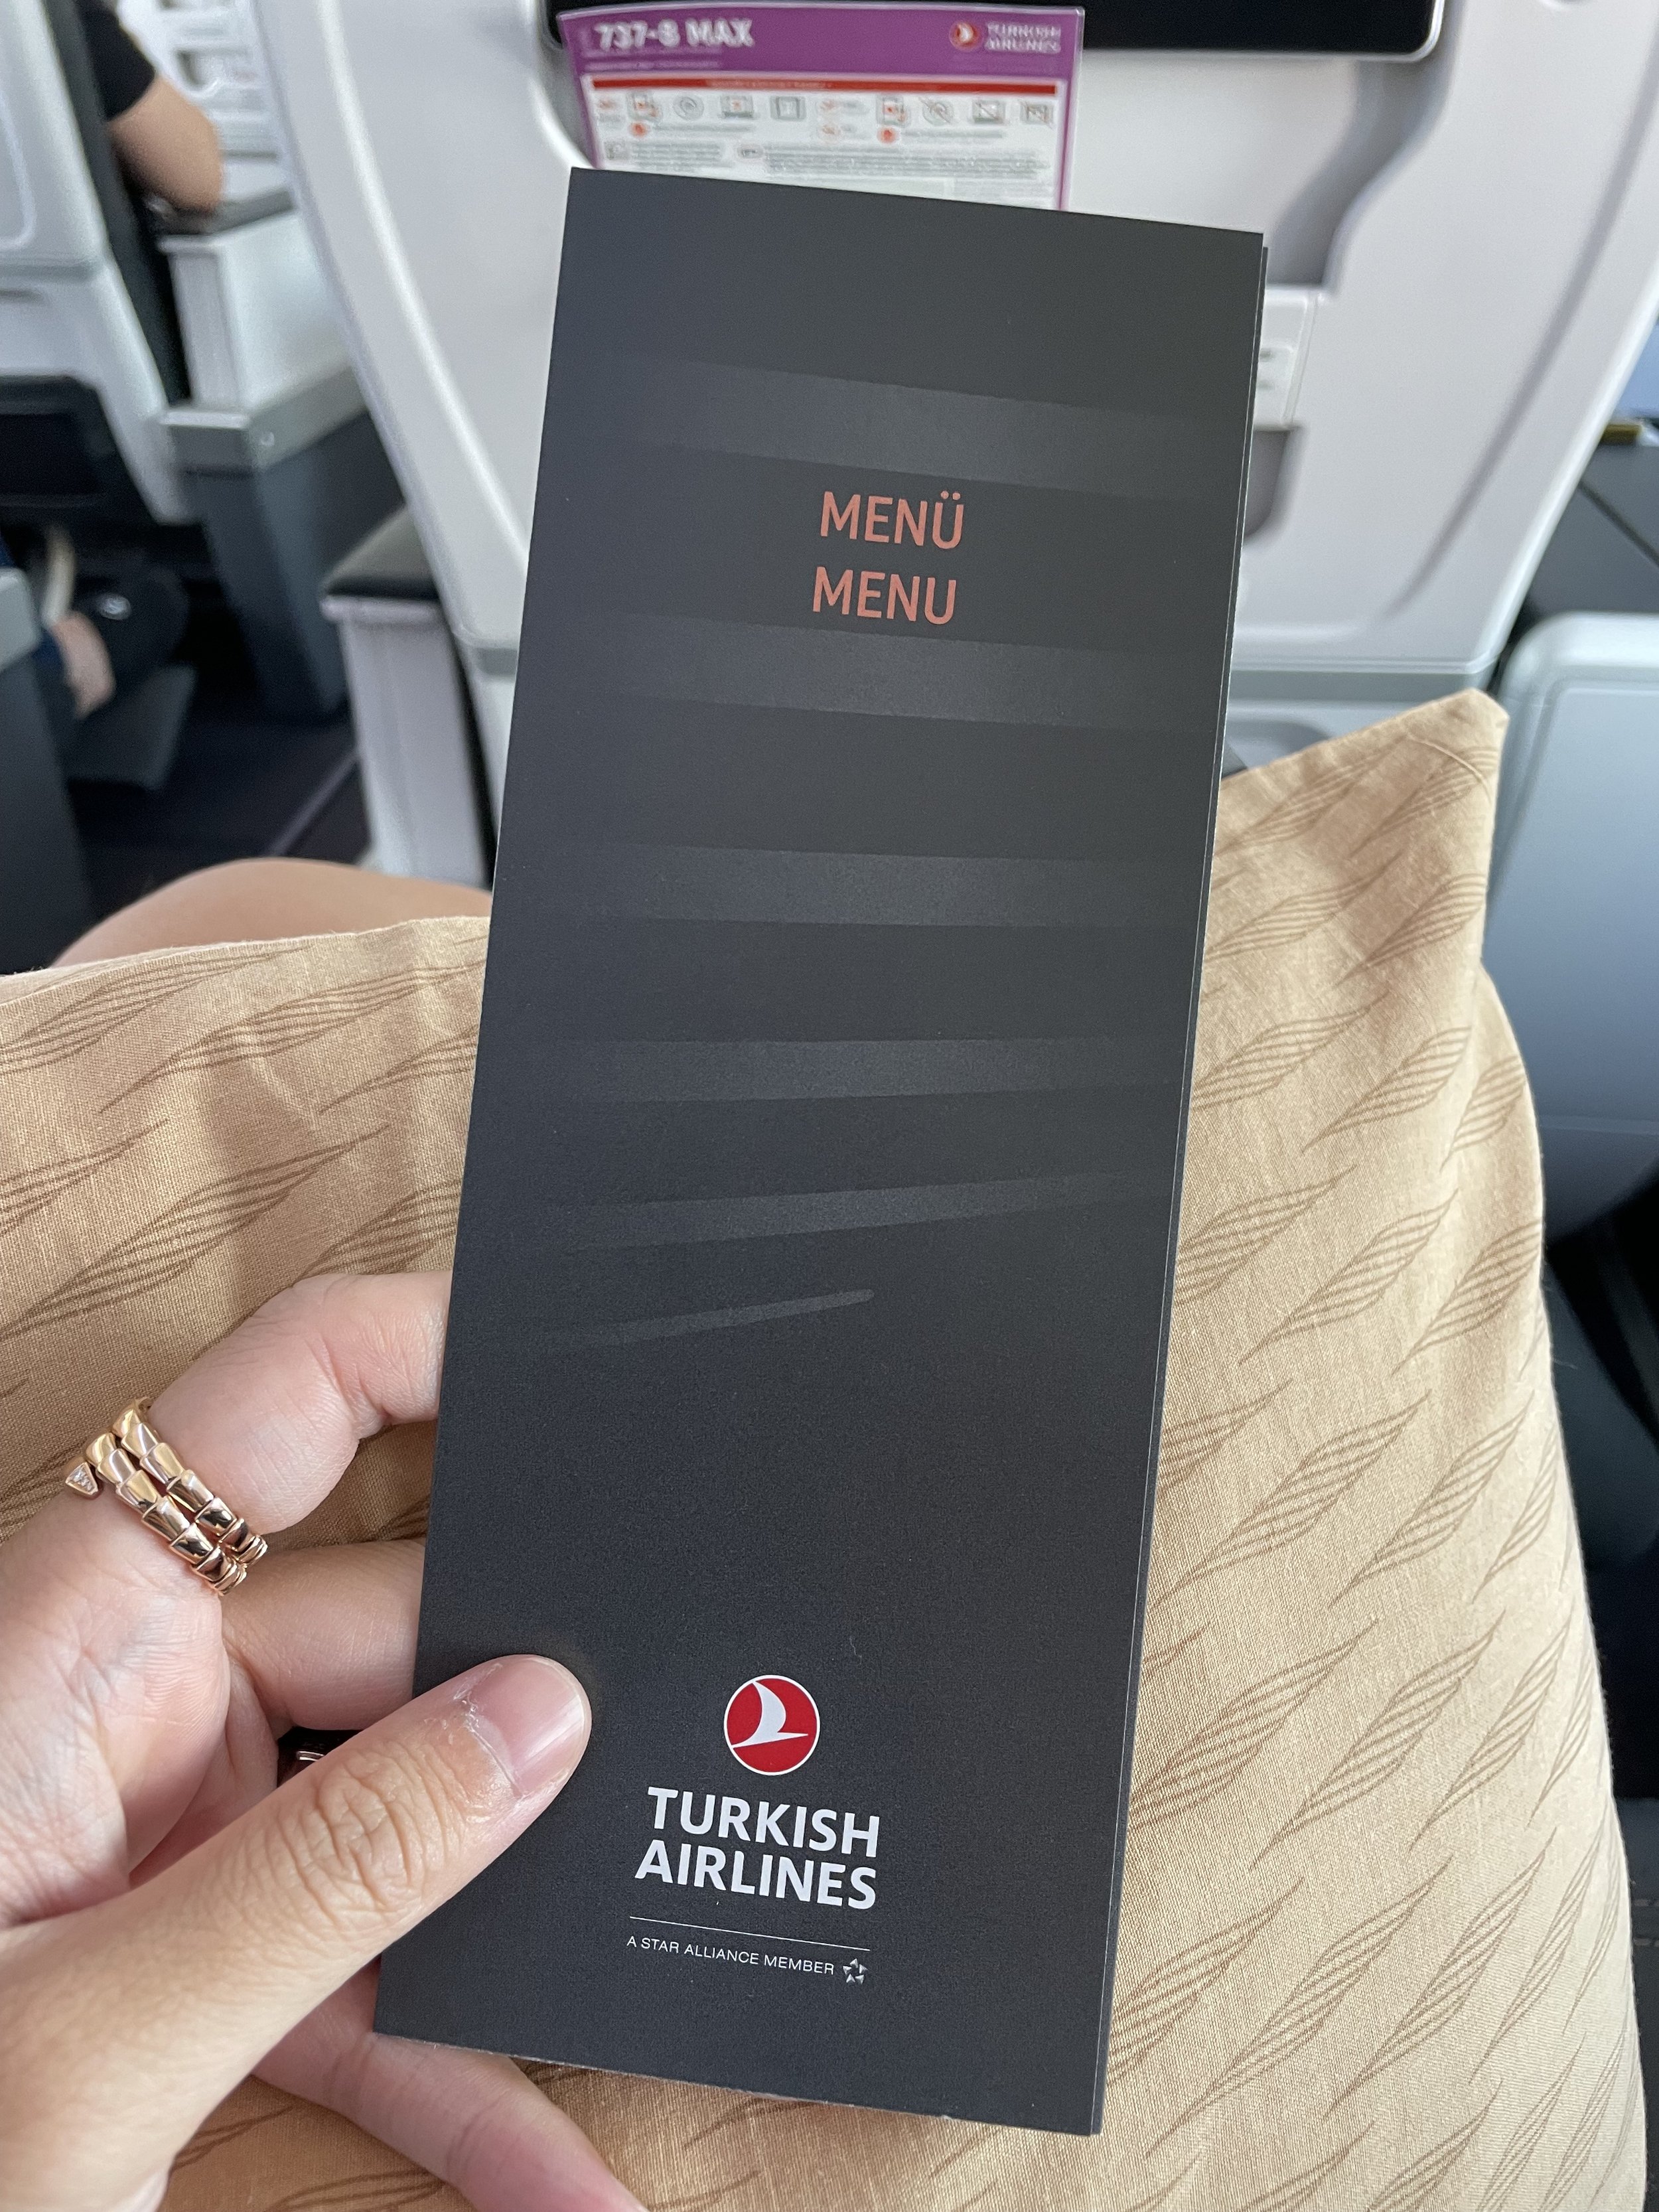 737-8 MAX
TURKISH
AIRLINES
MENÜ
MENU
TURKISH
AIRLINES
A STAR ALLIANCE MEMBER